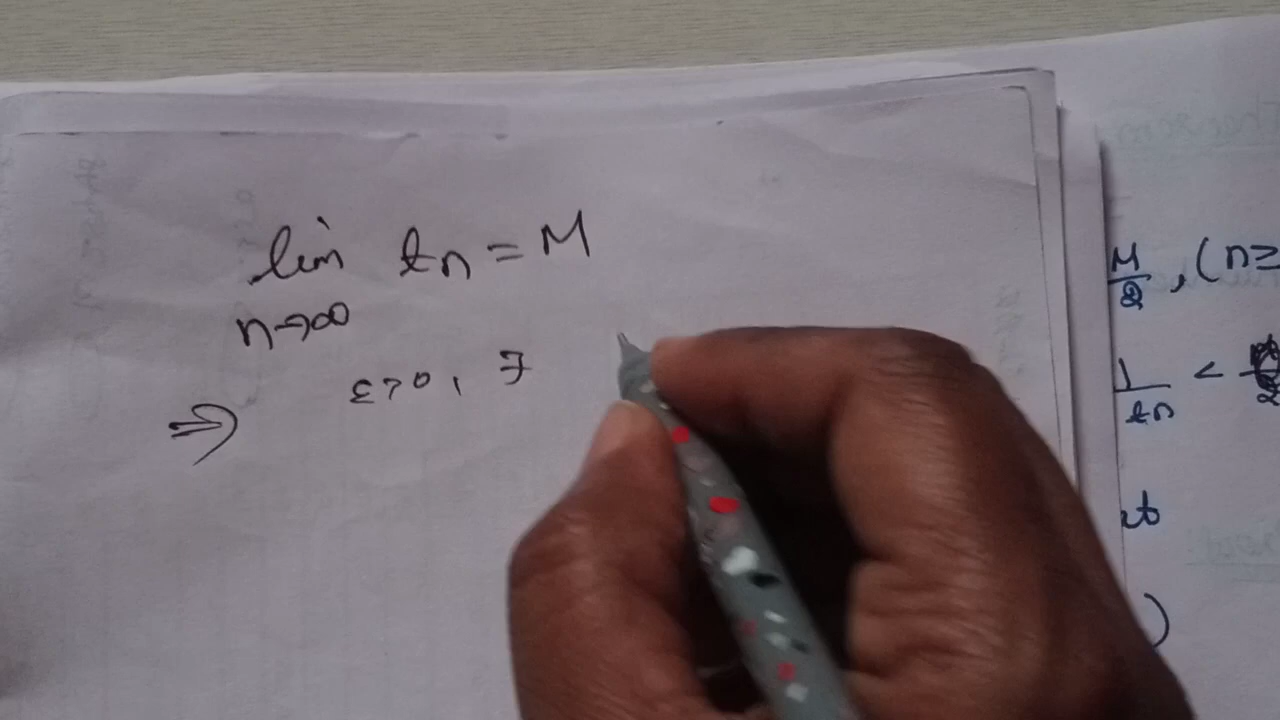 lim tn = M
n→∞
⇒ ε>0, ∃
M/2, (n≥
1/tn <